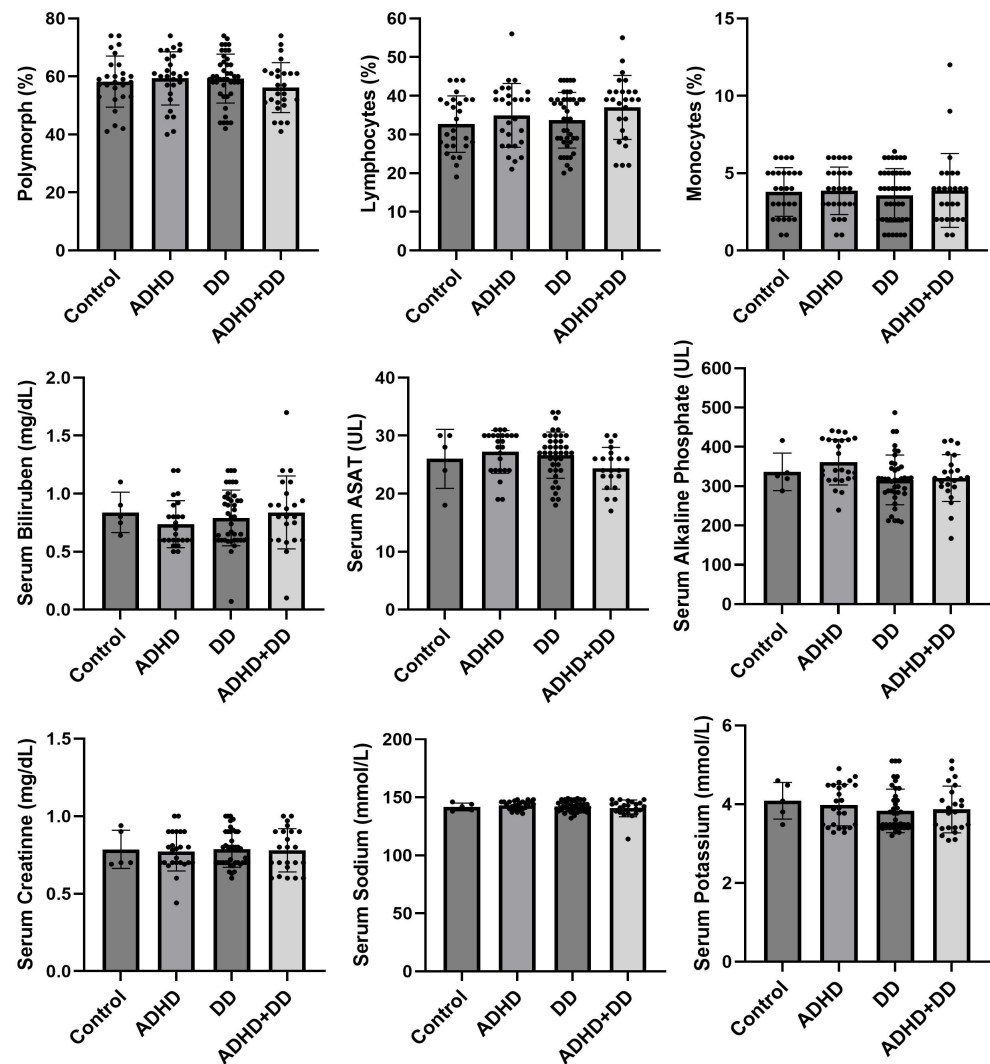 Polymorph (%)
80
60
40
20
0
Control
ADHD
DD
ADHD+DD
Lymphocytes (%)
60
50
40
30
20
10
0
Control
ADHD
DD
ADHD+DD
Monocytes (%)
15
10
5
0
Control
ADHD
DD
ADHD+DD
Serum Biliruben (mg/dL)
2.0
1.5
1.0
0.5
0.0
Control
ADHD
DD
ADHD+DD
Serum ASAT (UL)
40
30
20
10
0
Control
ADHD
DD
ADHD+DD
Serum Alkaline Phosphate (UL)
600
500
400
300
200
100
0
Control
ADHD
DD
ADHD+DD
Serum Creatinine (mg/dL)
1.5
1.0
0.5
0.0
Control
ADHD
DD
ADHD+DD
Serum Sodium (mmol/L)
200
150
100
50
0
Control
ADHD
DD
ADHD+DD
Serum Potassium (mmol/L)
6
4
2
0
Control
ADHD
DD
ADHD+DD